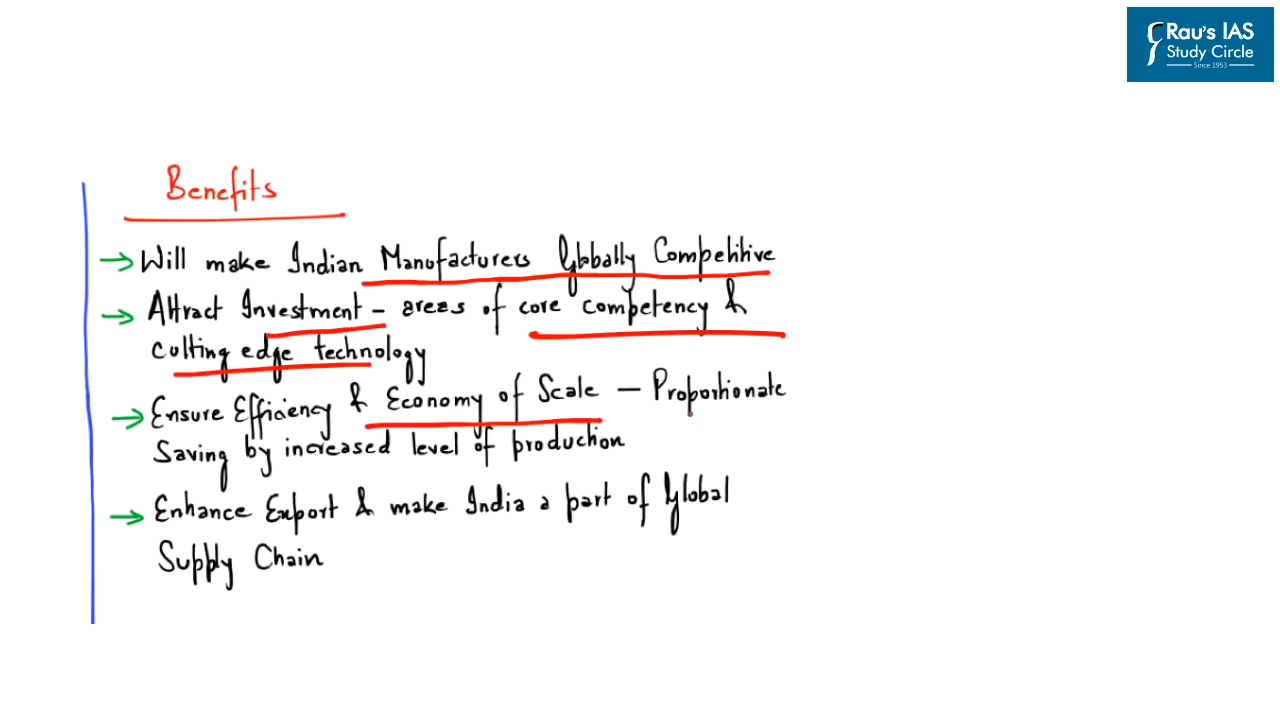 Rau's IAS
Study Circle
Since 1953
Benefits
→ Will make Indian Manufacturers Globally Competitive
→ Attract Investment – areas of core competency &
cutting edge technology
→ Ensure Efficiency & Economy of Scale – Proportionate
Saving by increased level of production
→ Enhance Export & make India a part of Global
Supply Chain